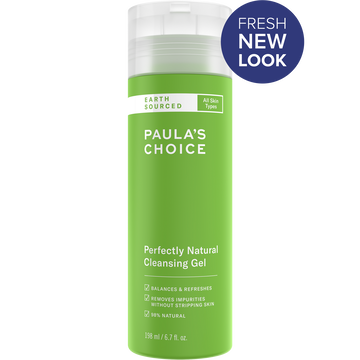 FRESH
NEW
LOOK
EARTH
SOURCED
All Skin
Types
PAULA'S
CHOICE
Perfectly Natural
Cleansing Gel
BALANCES & REFRESHES
REMOVES IMPURITIES
WITHOUT STRIPPING SKIN
98% NATURAL
198 ml / 6.7 fl. oz.